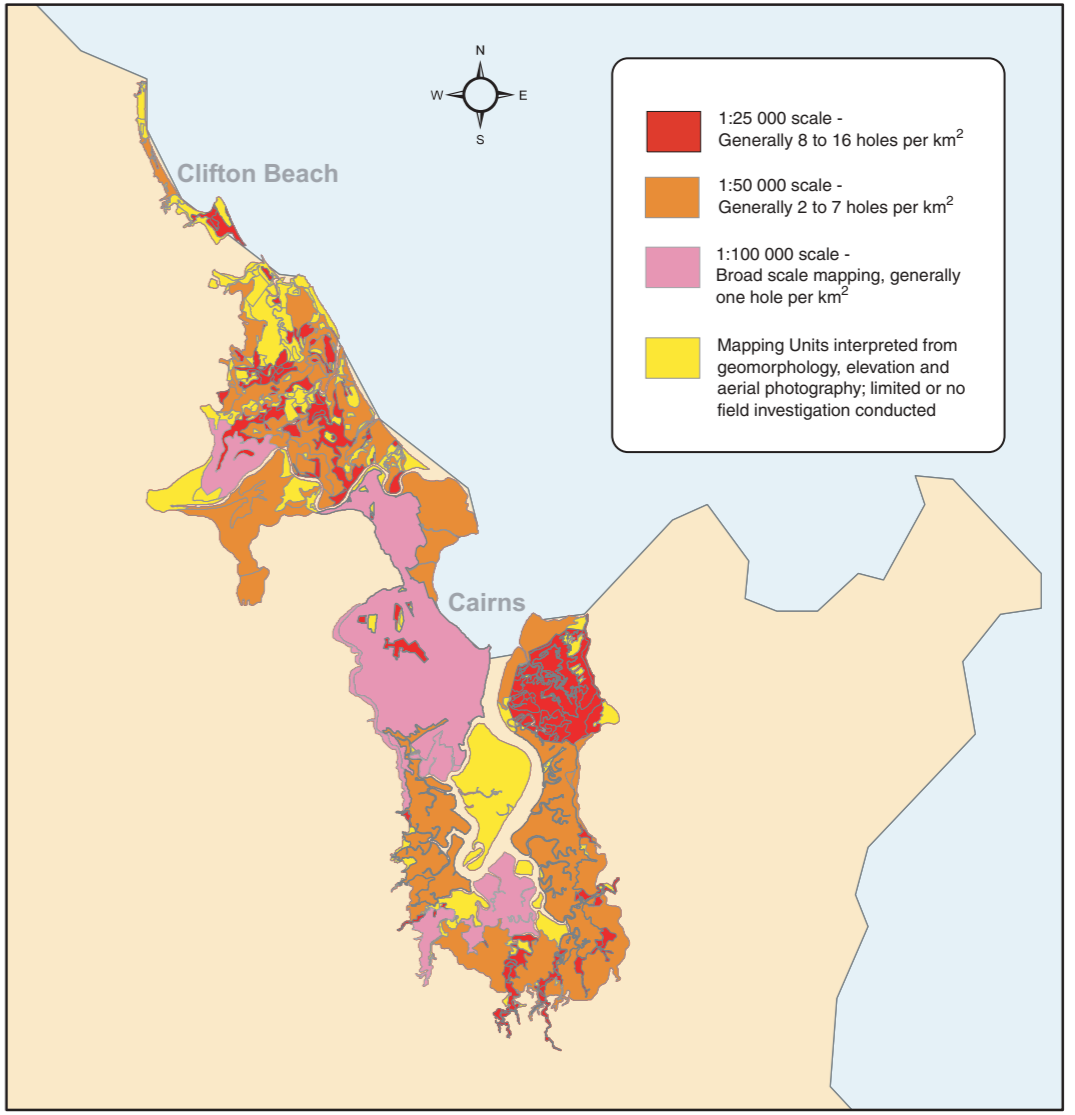 N
W E
S
Clifton Beach
1:25 000 scale -
Generally 8 to 16 holes per km²
1:50 000 scale -
Generally 2 to 7 holes per km²
1:100 000 scale -
Broad scale mapping, generally
one hole per km²
Mapping Units interpreted from
geomorphology, elevation and
aerial photography; limited or no
field investigation conducted
Cairns